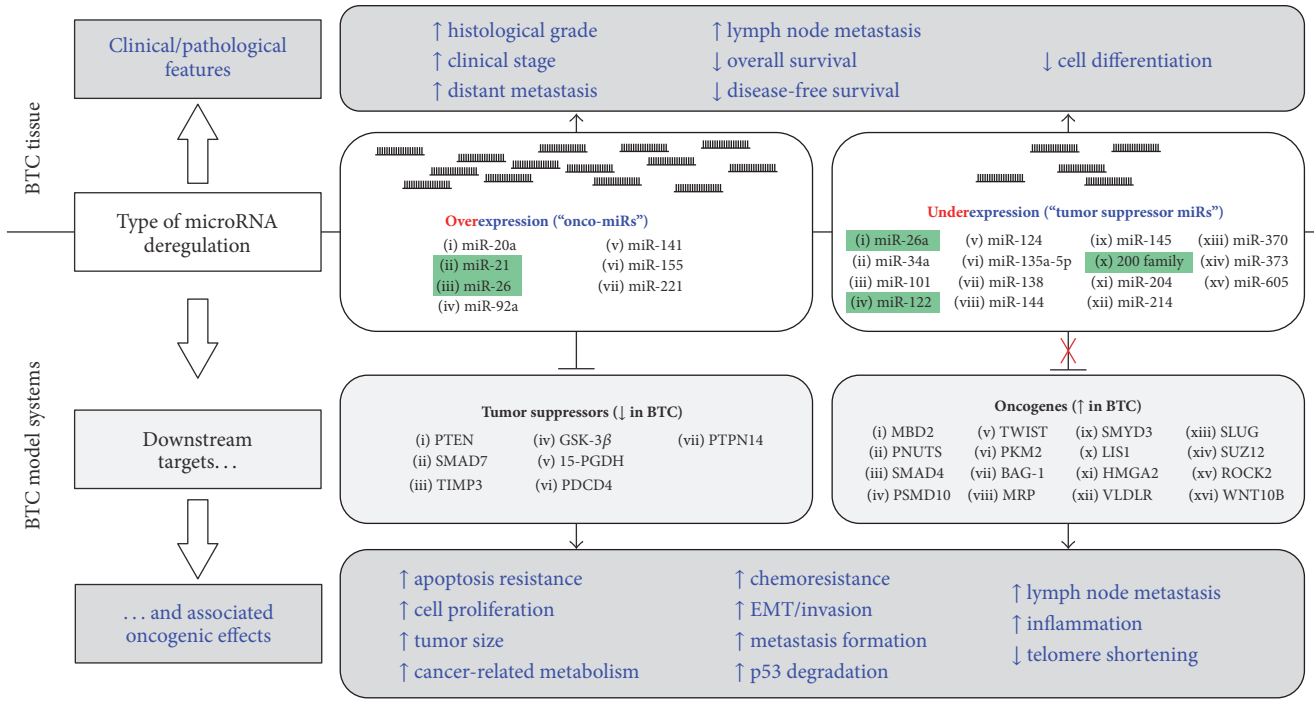 BTC tissue
BTC model systems
Clinical/pathological
features
Type of microRNA
deregulation
Downstream
targets…
… and associated
oncogenic effects
↑ histological grade
↑ clinical stage
↑ distant metastasis
↑ lymph node metastasis
↓ overall survival
↓ disease-free survival
↓ cell differentiation
Overexpression (“onco-miRs”)
(i) miR-20a
(ii) miR-21
(iii) miR-26
(iv) miR-92a
(v) miR-141
(vi) miR-155
(vii) miR-221
Underexpression (“tumor suppressor miRs”)
(i) miR-26a
(ii) miR-34a
(iii) miR-101
(iv) miR-122
(v) miR-124
(vi) miR-135a-5p
(vii) miR-138
(viii) miR-144
(ix) miR-145
(x) 200 family
(xi) miR-204
(xii) miR-214
(xiii) miR-370
(xiv) miR-373
(xv) miR-605
Tumor suppressors (↓ in BTC)
(i) PTEN
(ii) SMAD7
(iii) TIMP3
(iv) GSK-3β
(v) 15-PGDH
(vi) PDCD4
(vii) PTPN14
Oncogenes (↑ in BTC)
(i) MBD2
(ii) PNUTS
(iii) SMAD4
(iv) PSMD10
(v) TWIST
(vi) PKM2
(vii) BAG-1
(viii) MRP
(ix) SMYD3
(x) LIS1
(xi) HMGA2
(xii) VLDLR
(xiii) SLUG
(xiv) SUZ12
(xv) ROCK2
(xvi) WNT10B
↑ apoptosis resistance
↑ cell proliferation
↑ tumor size
↑ cancer-related metabolism
↑ chemoresistance
↑ EMT/invasion
↑ metastasis formation
↑ p53 degradation
↑ lymph node metastasis
↑ inflammation
↓ telomere shortening